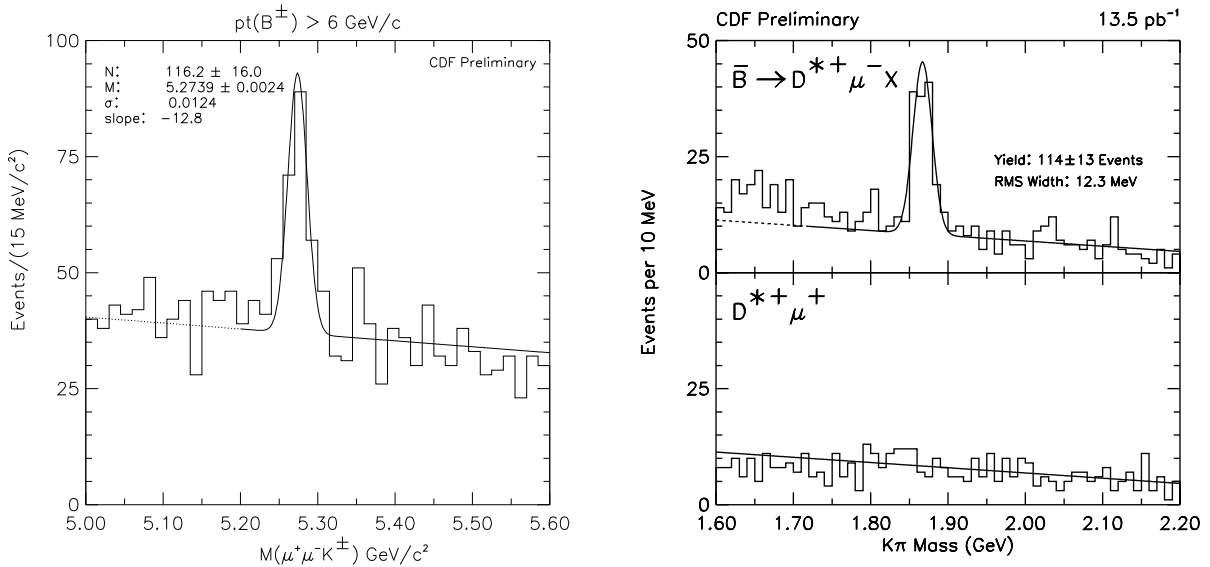 pt(B±) > 6 GeV/c
100
75
50
25
0
Events/(15 MeV/c²)
N: 116.2 ± 16.0
M: 5.2739 ± 0.0024
σ: 0.0124
slope: −12.8
CDF Preliminary
5.00 5.10 5.20 5.30 5.40 5.50 5.60
M(μ⁺μ⁻K±) GeV/c²
CDF Preliminary 13.5 pb⁻¹
50
25
0
25
0
Events per 10 MeV
B̄ → D*⁺ μ⁻ X
Yield: 114±13 Events
RMS Width: 12.3 MeV
D*⁺ μ⁺
1.60 1.70 1.80 1.90 2.00 2.10 2.20
Kπ Mass (GeV)